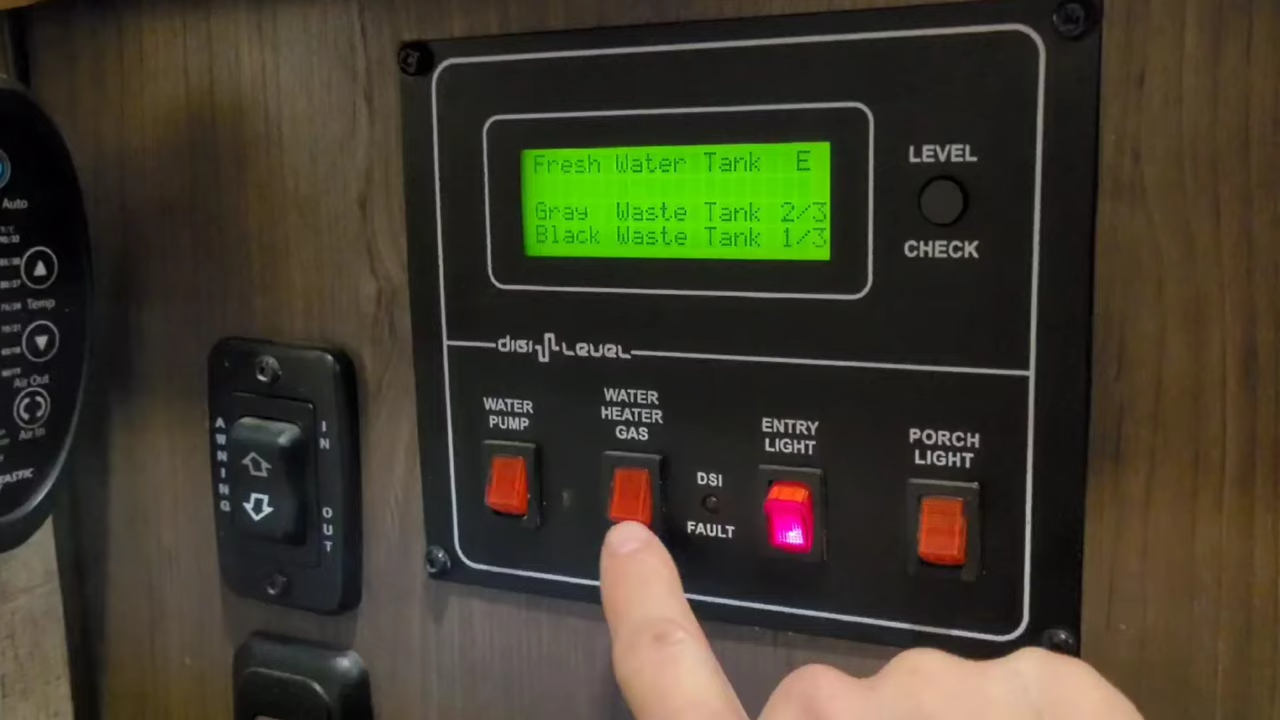 Fresh Water Tank E
Gray Waste Tank 2/3
Black Waste Tank 1/3
LEVEL
CHECK
DIGI LEVEL
WATER
PUMP
WATER
HEATER
GAS
DSI
FAULT
ENTRY
LIGHT
PORCH
LIGHT
AWNING
IN
OUT
Auto
Temp
Air Out
Air In